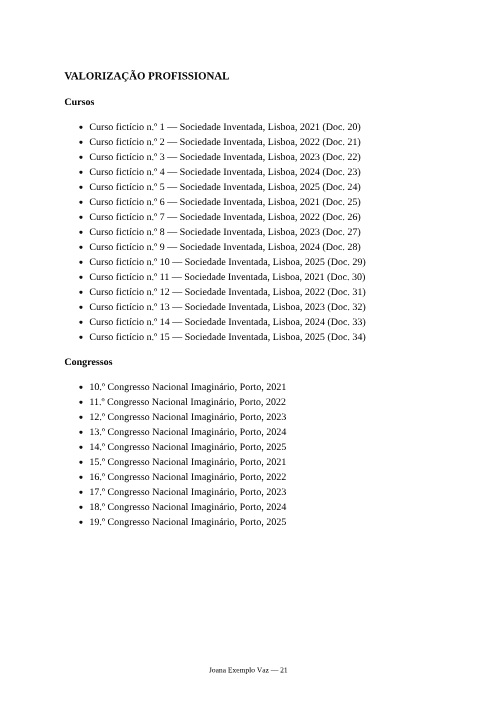 VALORIZAÇÃO PROFISSIONAL
Cursos
• Curso fictício n.º 1 — Sociedade Inventada, Lisboa, 2021 (Doc. 20)
• Curso fictício n.º 2 — Sociedade Inventada, Lisboa, 2022 (Doc. 21)
• Curso fictício n.º 3 — Sociedade Inventada, Lisboa, 2023 (Doc. 22)
• Curso fictício n.º 4 — Sociedade Inventada, Lisboa, 2024 (Doc. 23)
• Curso fictício n.º 5 — Sociedade Inventada, Lisboa, 2025 (Doc. 24)
• Curso fictício n.º 6 — Sociedade Inventada, Lisboa, 2021 (Doc. 25)
• Curso fictício n.º 7 — Sociedade Inventada, Lisboa, 2022 (Doc. 26)
• Curso fictício n.º 8 — Sociedade Inventada, Lisboa, 2023 (Doc. 27)
• Curso fictício n.º 9 — Sociedade Inventada, Lisboa, 2024 (Doc. 28)
• Curso fictício n.º 10 — Sociedade Inventada, Lisboa, 2025 (Doc. 29)
• Curso fictício n.º 11 — Sociedade Inventada, Lisboa, 2021 (Doc. 30)
• Curso fictício n.º 12 — Sociedade Inventada, Lisboa, 2022 (Doc. 31)
• Curso fictício n.º 13 — Sociedade Inventada, Lisboa, 2023 (Doc. 32)
• Curso fictício n.º 14 — Sociedade Inventada, Lisboa, 2024 (Doc. 33)
• Curso fictício n.º 15 — Sociedade Inventada, Lisboa, 2025 (Doc. 34)
Congressos
• 10.º Congresso Nacional Imaginário, Porto, 2021
• 11.º Congresso Nacional Imaginário, Porto, 2022
• 12.º Congresso Nacional Imaginário, Porto, 2023
• 13.º Congresso Nacional Imaginário, Porto, 2024
• 14.º Congresso Nacional Imaginário, Porto, 2025
• 15.º Congresso Nacional Imaginário, Porto, 2021
• 16.º Congresso Nacional Imaginário, Porto, 2022
• 17.º Congresso Nacional Imaginário, Porto, 2023
• 18.º Congresso Nacional Imaginário, Porto, 2024
• 19.º Congresso Nacional Imaginário, Porto, 2025
Joana Exemplo Vaz — 21